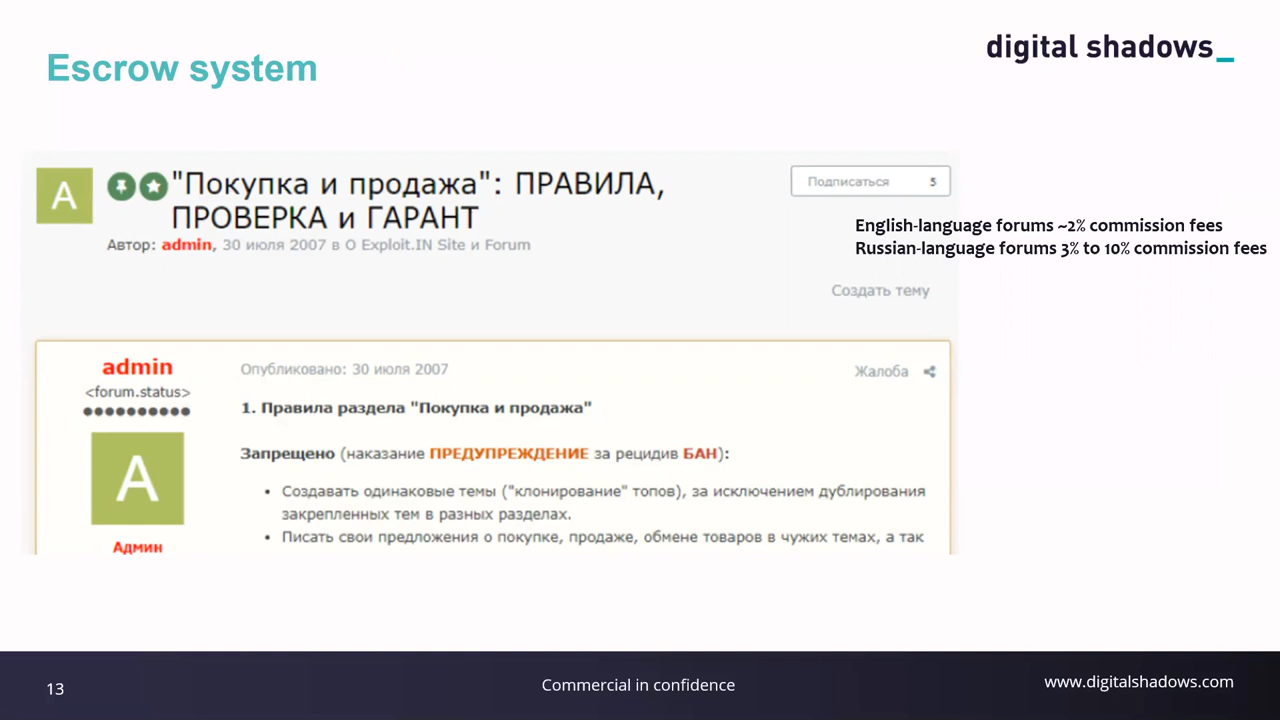 Escrow system
digital shadows_
A
"Покупка и продажа": ПРАВИЛА,
ПРОВЕРКА и ГАРАНТ
Автор: admin, 30 июля 2007 в О Exploit.IN Site и Forum
Подписаться 5
English-language forums ~2% commission fees
Russian-language forums 3% to 10% commission fees
Создать тему
admin
<forum.status>
A
Админ
Опубликовано: 30 июля 2007
Жалоба
1. Правила раздела "Покупка и продажа"
Запрещено (наказание ПРЕДУПРЕЖДЕНИЕ за рецидив БАН):
• Создавать одинаковые темы ("клонирование" топов), за исключением дублирования
закрепленных тем в разных разделах.
• Писать свои предложения о покупке, продаже, обмене товаров в чужих темах, а так
13
Commercial in confidence
www.digitalshadows.com